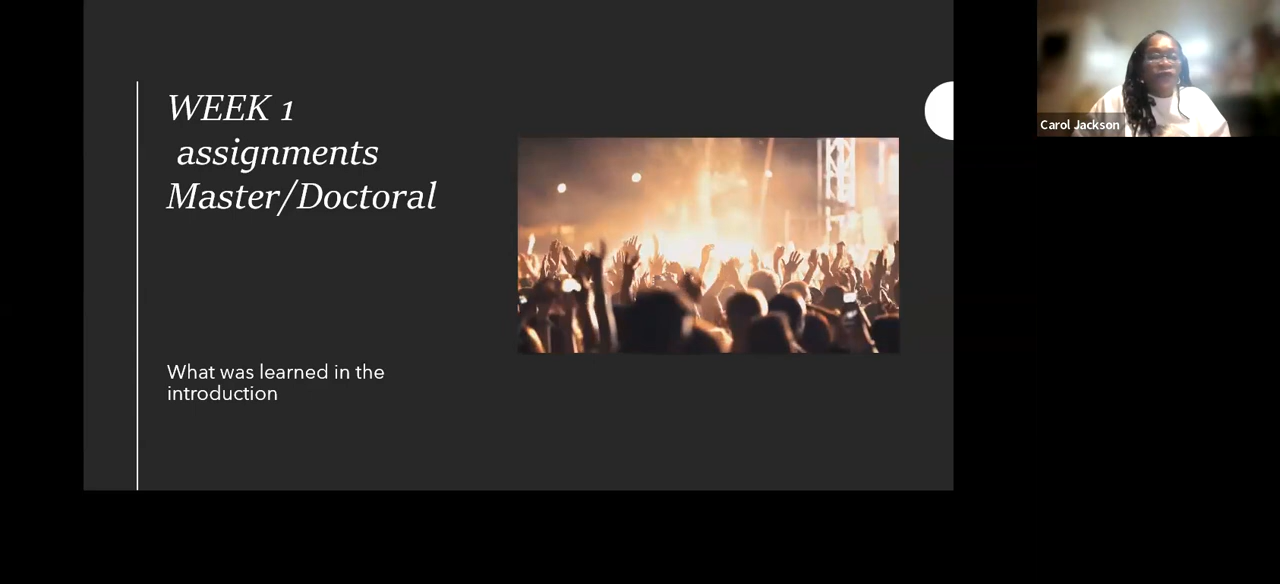 WEEK 1
assignments
Master/Doctoral
What was learned in the
introduction
Carol Jackson